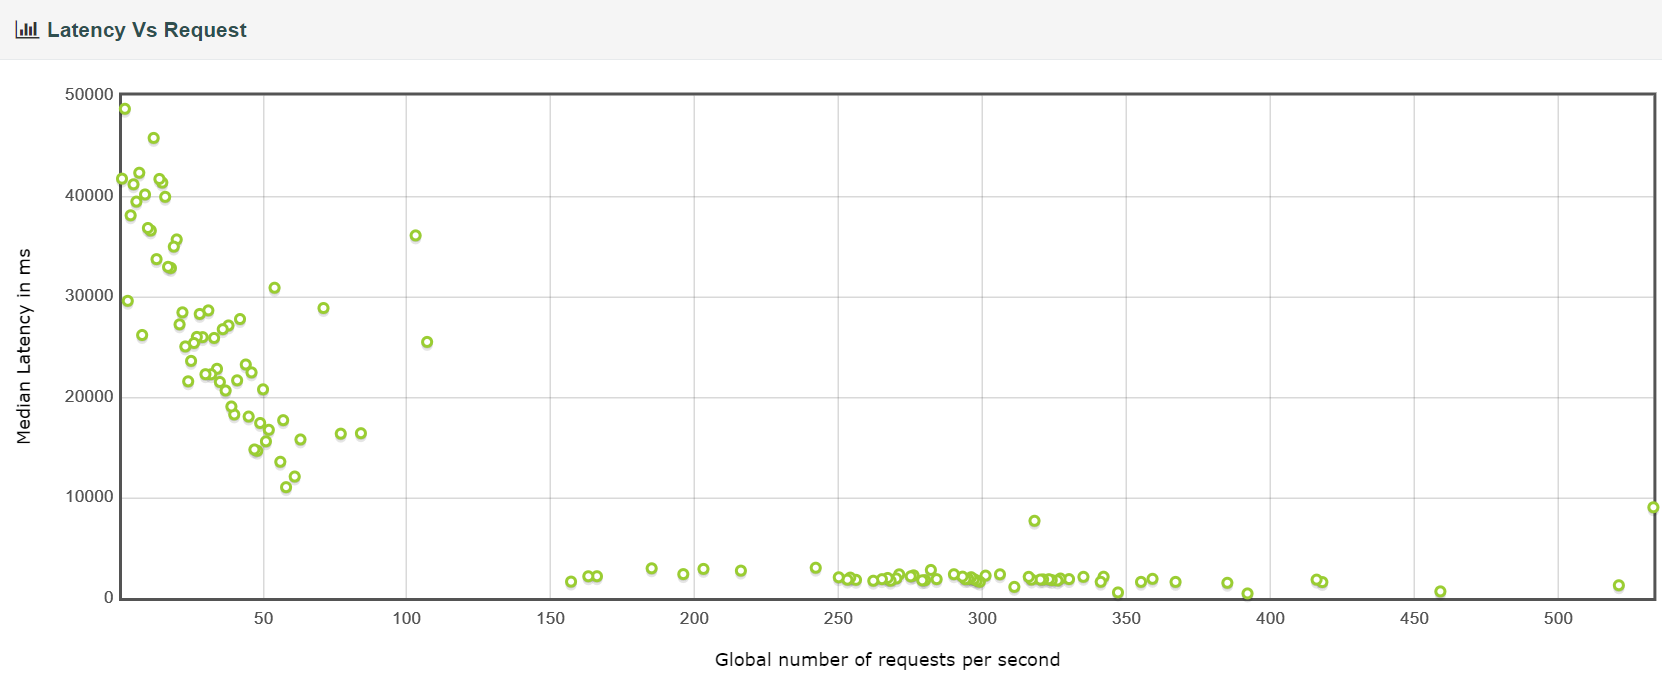 Latency Vs Request
50000
40000
30000
20000
10000
0
Median Latency in ms
50 100 150 200 250 300 350 400 450 500
Global number of requests per second